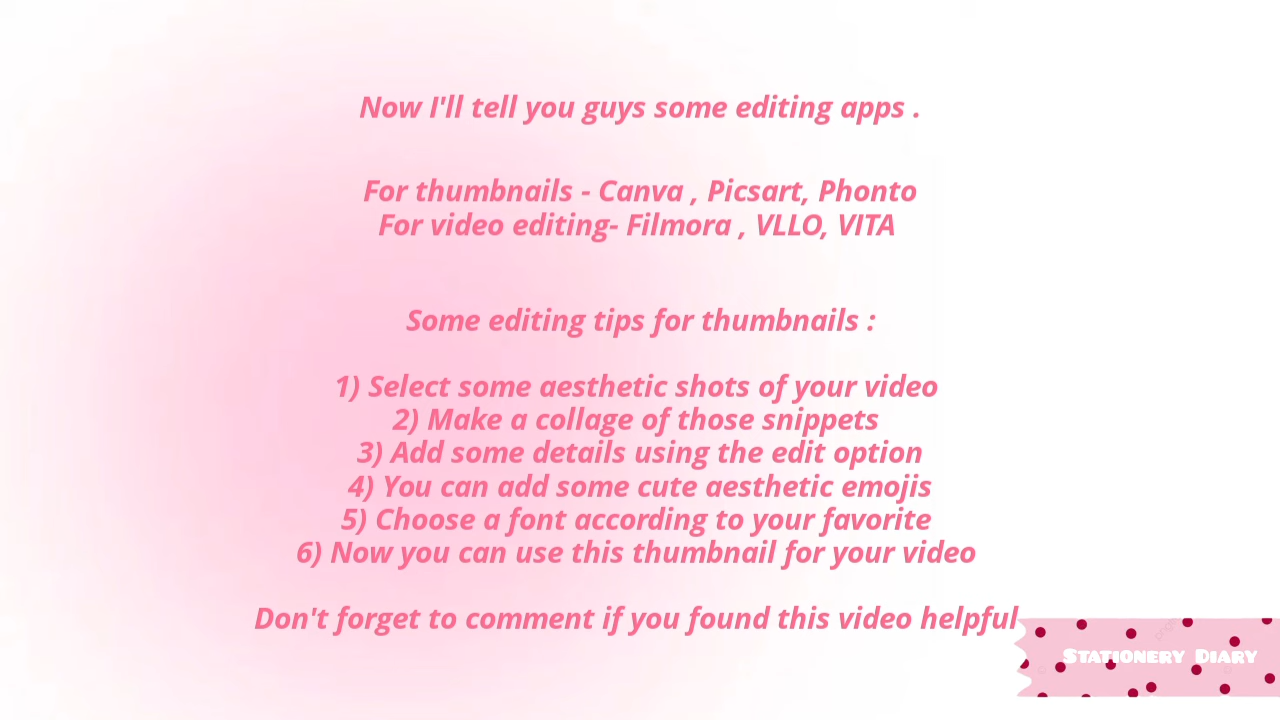 Now I'll tell you guys some editing apps .
For thumbnails - Canva , Picsart, Phonto
For video editing- Filmora , VLLO, VITA
Some editing tips for thumbnails :
1) Select some aesthetic shots of your video
2) Make a collage of those snippets
3) Add some details using the edit option
4) You can add some cute aesthetic emojis
5) Choose a font according to your favorite
6) Now you can use this thumbnail for your video
Don't forget to comment if you found this video helpful
Stationery Diary